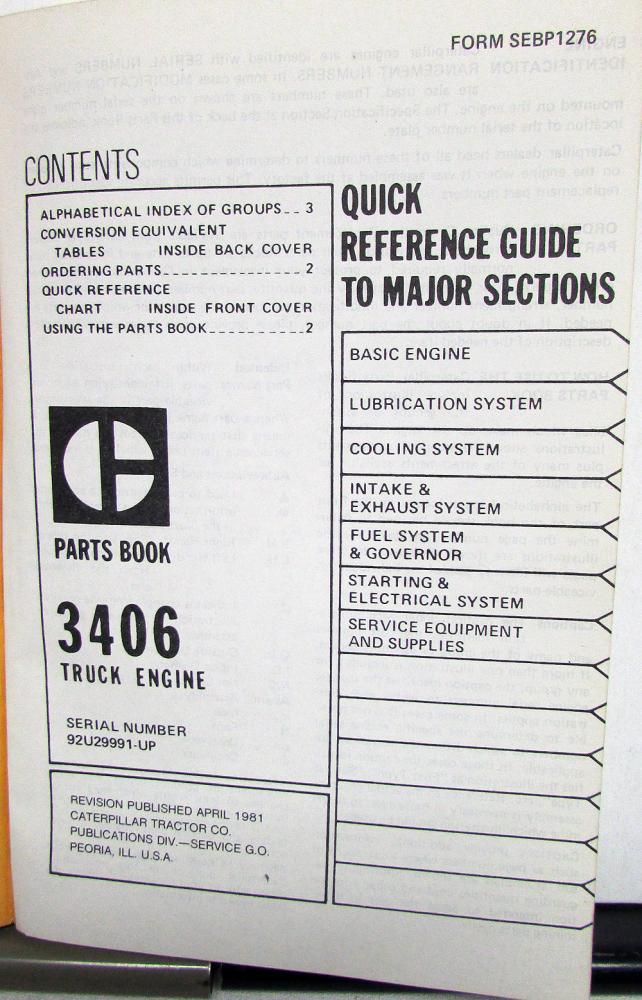 FORM SEBP1276
CONTENTS
ALPHABETICAL INDEX OF GROUPS_ _ 3
CONVERSION EQUIVALENT
TABLES INSIDE BACK COVER
ORDERING PARTS_ _ _ _ _ _ _ _ _ _ _ _ _ 2
QUICK REFERENCE
CHART INSIDE FRONT COVER
USING THE PARTS BOOK_ _ _ _ _ _ _ _ _ 2
PARTS BOOK
3406
TRUCK ENGINE
SERIAL NUMBER
92U29991-UP
REVISION PUBLISHED APRIL 1981
CATERPILLAR TRACTOR CO.
PUBLICATIONS DIV.—SERVICE G.O.
PEORIA, ILL. U.S.A.
QUICK
REFERENCE GUIDE
TO MAJOR SECTIONS
BASIC ENGINE
LUBRICATION SYSTEM
COOLING SYSTEM
INTAKE &
EXHAUST SYSTEM
FUEL SYSTEM
& GOVERNOR
STARTING &
ELECTRICAL SYSTEM
SERVICE EQUIPMENT
AND SUPPLIES